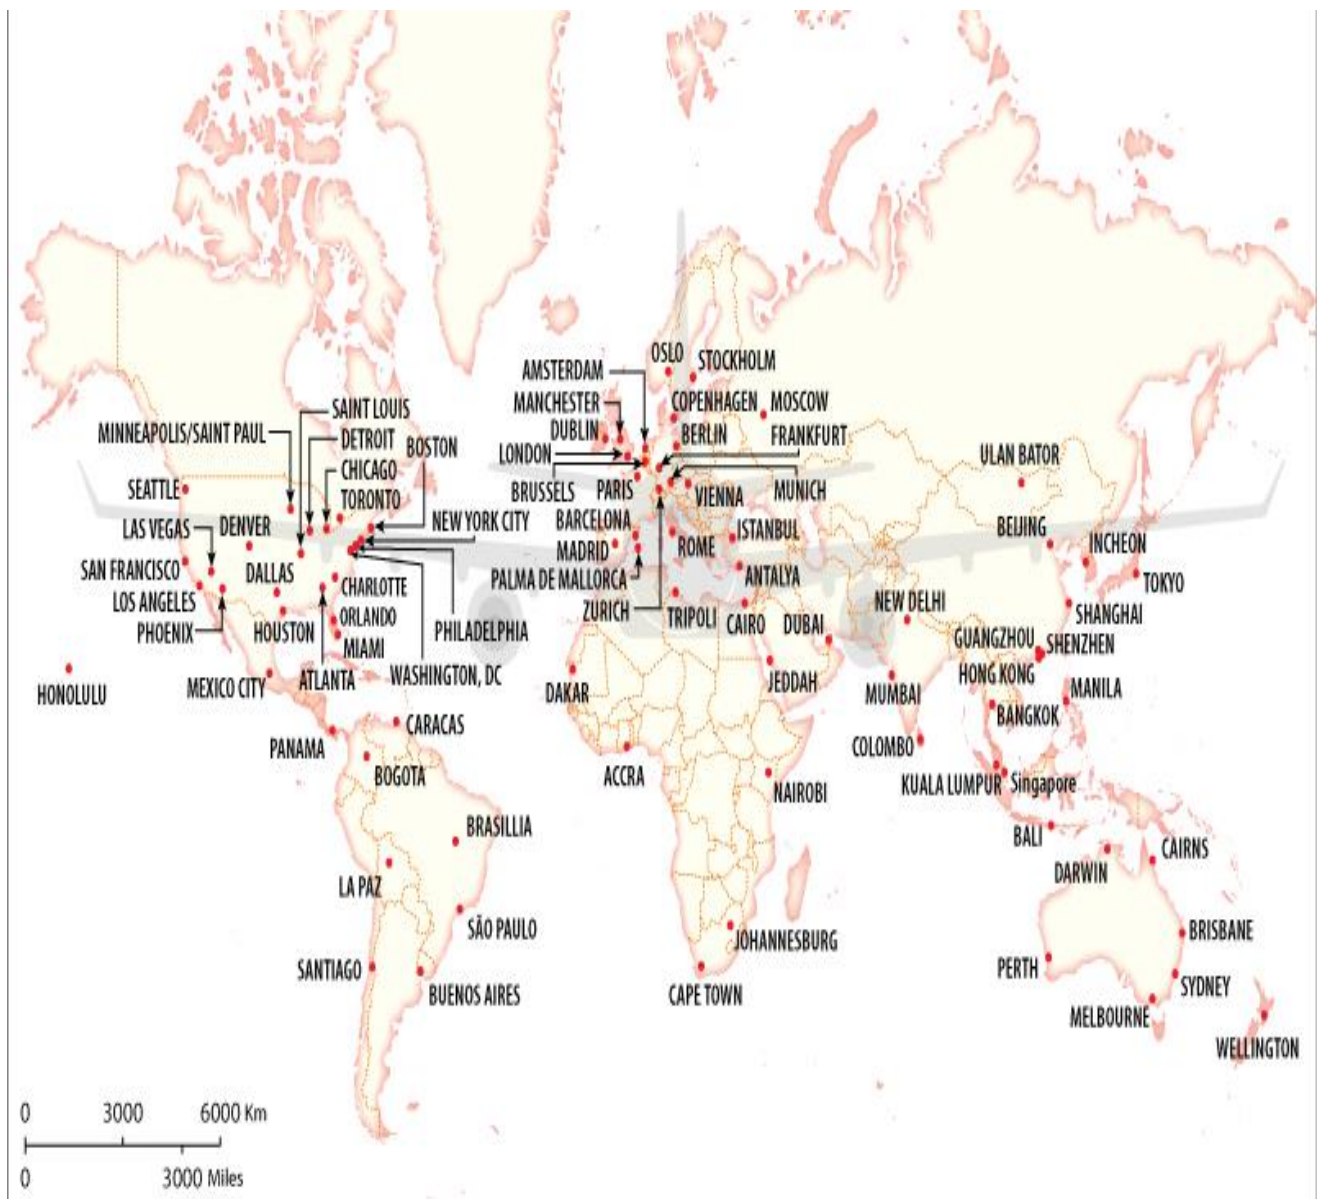 OSLO
STOCKHOLM
AMSTERDAM
MANCHESTER
COPENHAGEN
MOSCOW
SAINT LOUIS
DUBLIN
BERLIN
FRANKFURT
MINNEAPOLIS/SAINT PAUL
DETROIT
BOSTON
LONDON
CHICAGO
ULAN BATOR
SEATTLE
TORONTO
BRUSSELS
PARIS
VIENNA
MUNICH
LAS VEGAS
DENVER
NEW YORK CITY
BARCELONA
ISTANBUL
BEIJING
MADRID
ROME
INCHEON
SAN FRANCISCO
DALLAS
PALMA DE MALLORCA
ANTALYA
TOKYO
LOS ANGELES
CHARLOTTE
ZURICH
TRIPOLI
CAIRO
DUBAI
NEW DELHI
SHANGHAI
PHOENIX
HOUSTON
ORLANDO
PHILADELPHIA
GUANGZHOU
SHENZHEN
MIAMI
HONOLULU
MEXICO CITY
ATLANTA
WASHINGTON, DC
DAKAR
JEDDAH
MUMBAI
HONG KONG
MANILA
BANGKOK
PANAMA
CARACAS
COLOMBO
BOGOTA
ACCRA
NAIROBI
KUALA LUMPUR
Singapore
BRASILLIA
BALI
CAIRNS
LA PAZ
DARWIN
SÃO PAULO
JOHANNESBURG
BRISBANE
SANTIAGO
BUENOS AIRES
CAPE TOWN
PERTH
SYDNEY
MELBOURNE
WELLINGTON
0 3000 6000 Km
0 3000 Miles